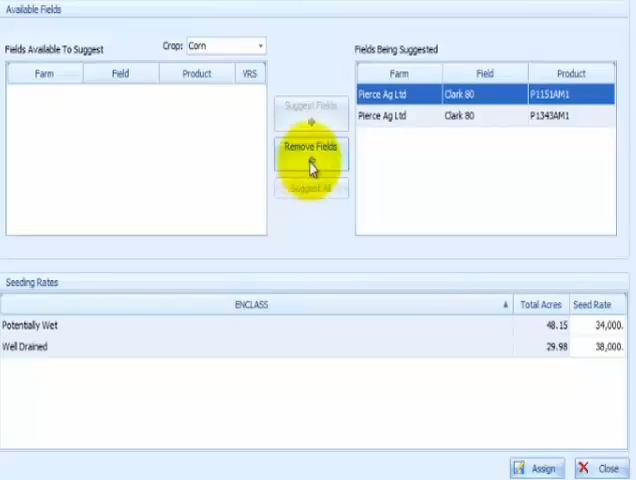 Available Fields
Fields Available To Suggest
Crop: Corn
Farm Field Product VRS
Suggest Fields
Remove Fields
Suggest All
Fields Being Suggested
Farm Field Product
Pierce Ag Ltd Clark 80 P1151AM1
Pierce Ag Ltd Clark 80 P1343AM1
Seeding Rates
ENCLASS Total Acres Seed Rate
Potentially Wet 48.15 34,000.
Well Drained 29.98 38,000.
Assign Close